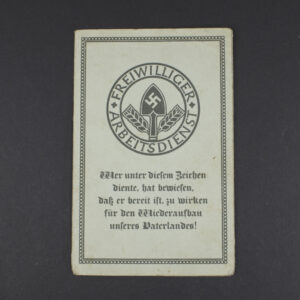 FREIWILLIGER
ARBEITSDIENST
Wer unter diesem Zeichen
diente, hat bewiesen,
daß er bereit ist, zu wirken
für den Wiederaufbau
unseres Vaterlandes!